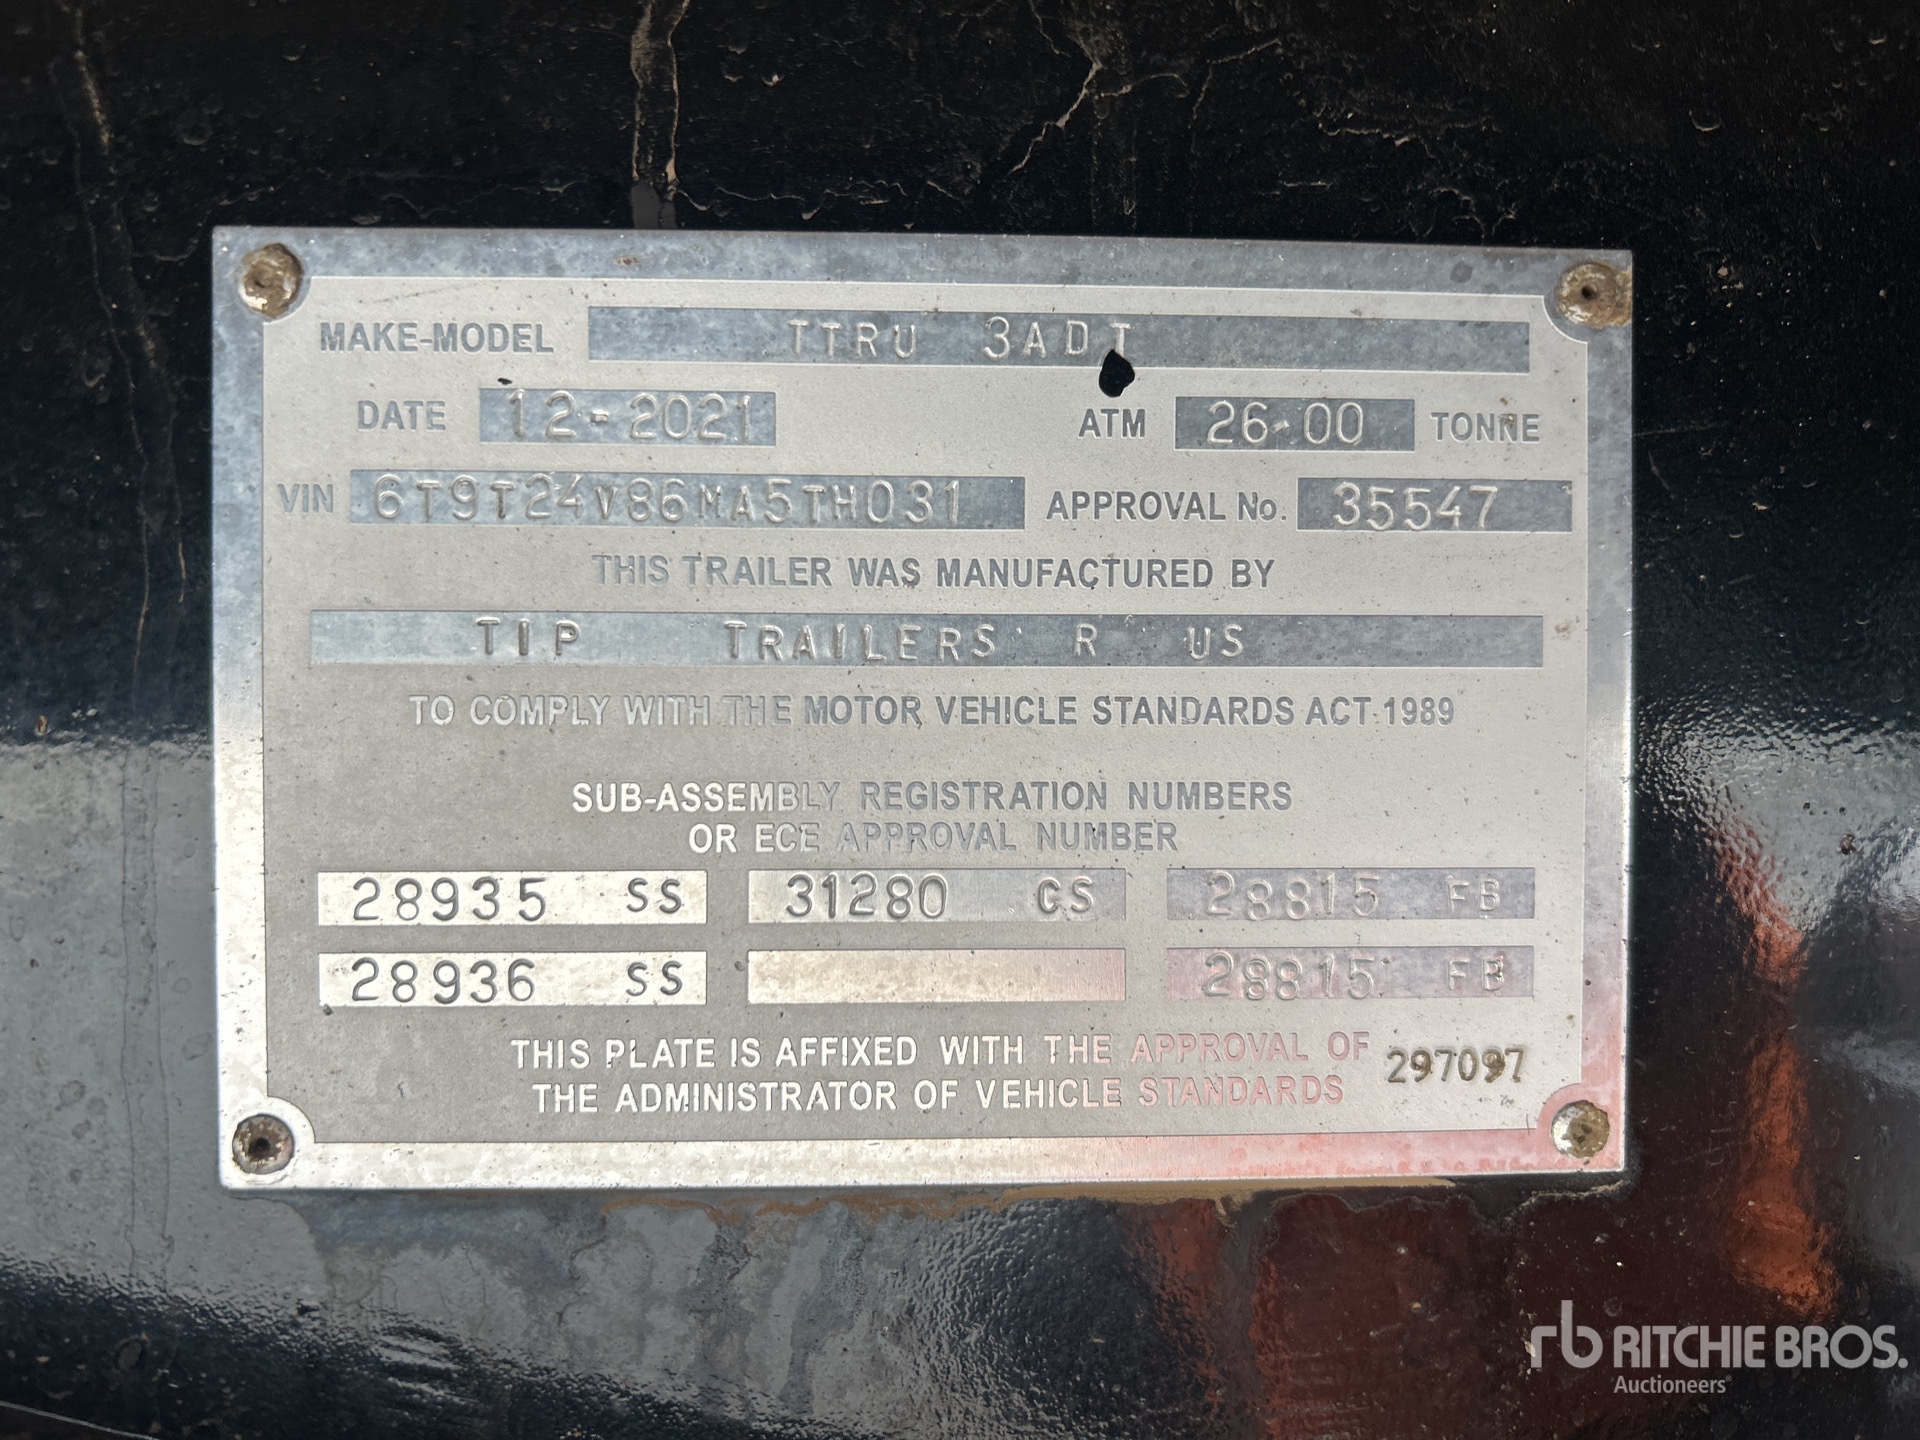 MAKE-MODEL TTRU 3ADT
DATE 12-2021 ATM 26.00 TONNE
VIN 6T9T24V86MA5TH031 APPROVAL No. 35547
THIS TRAILER WAS MANUFACTURED BY
TIP TRAILERS R US
TO COMPLY WITH THE MOTOR VEHICLE STANDARDS ACT 1989
SUB-ASSEMBLY REGISTRATION NUMBERS
OR ECE APPROVAL NUMBER
28935 SS 31280 CS 28815 FB
28936 SS 28815 FB
THIS PLATE IS AFFIXED WITH THE APPROVAL OF
THE ADMINISTRATOR OF VEHICLE STANDARDS
297097
rb RITCHIE BROS.
Auctioneers